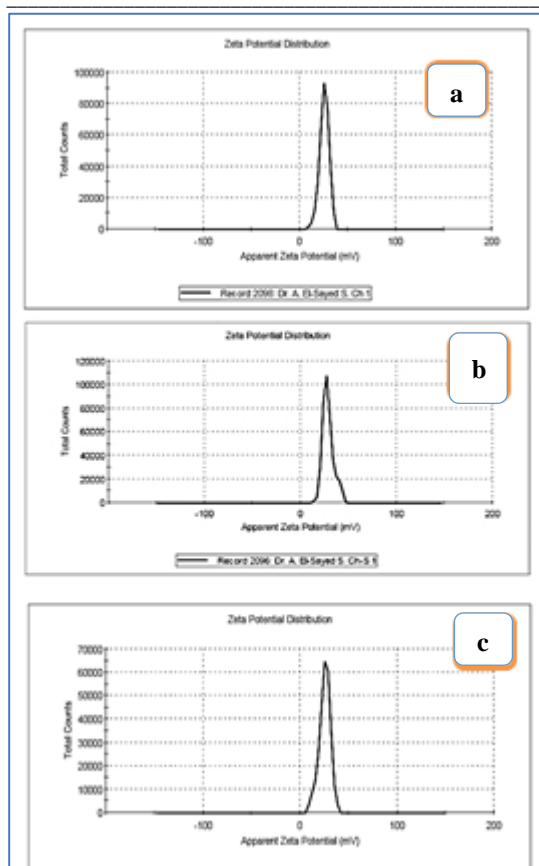 Zeta Potential Distribution
a
100000
80000
60000
40000
20000
0
Total Counts
-100 0 100 200
Apparent Zeta Potential (mV)
Record 2098: Dr. A. El-Sayed S. Ch 1
Zeta Potential Distribution
b
120000
100000
80000
60000
40000
20000
0
Total Counts
-100 0 100 200
Apparent Zeta Potential (mV)
Record 2096: Dr. A. El-Sayed S. Ch-S 1
Zeta Potential Distribution
c
70000
60000
50000
40000
30000
20000
10000
0
Total Counts
-100 0 100 200
Apparent Zeta Potential (mV)